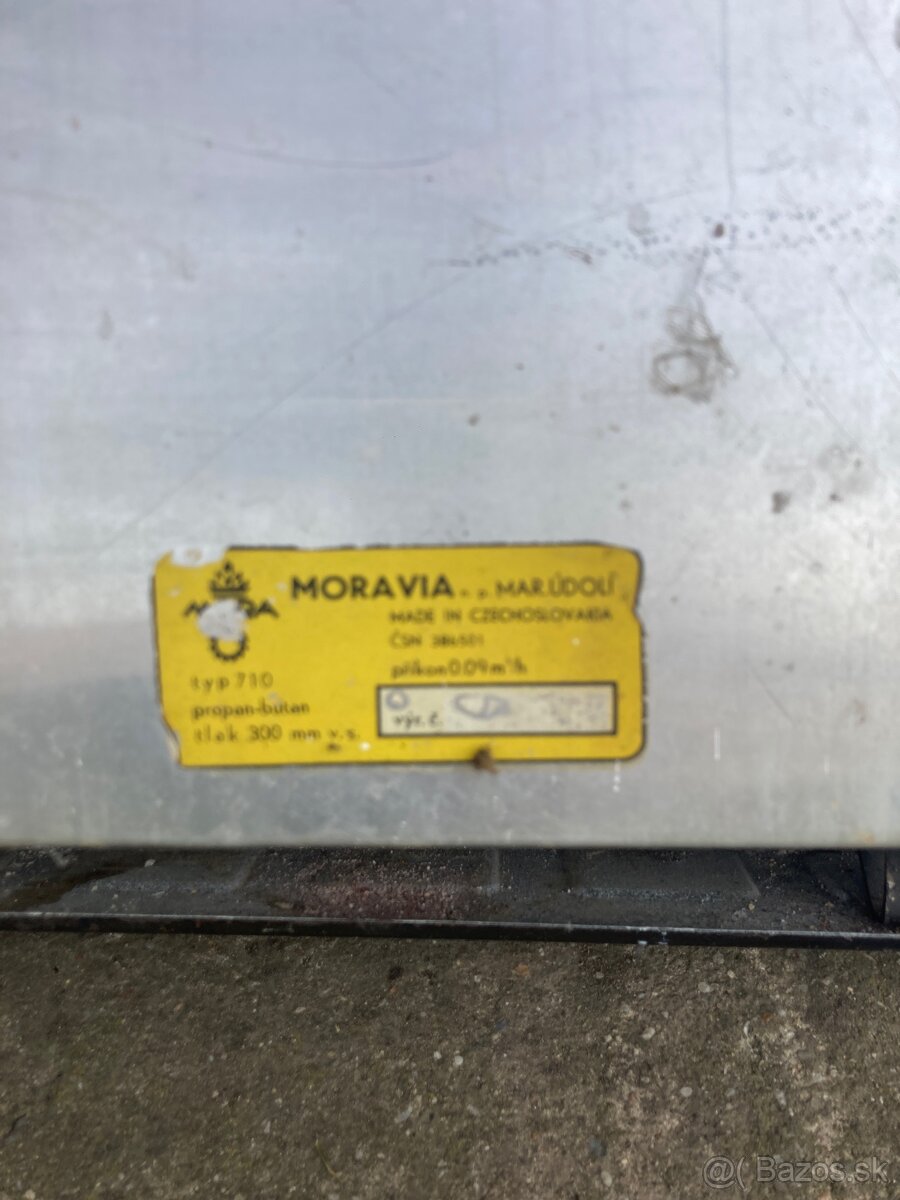 MORAVIA n. p. MAR. ÚDOLÍ
MADE IN CZECHOSLOVAKIA
ČSN 386501
příkon 0.09 m³/h
typ 710
propan-butan
tlak 300 mm v.s.
výr. č.
@( Bazos.sk